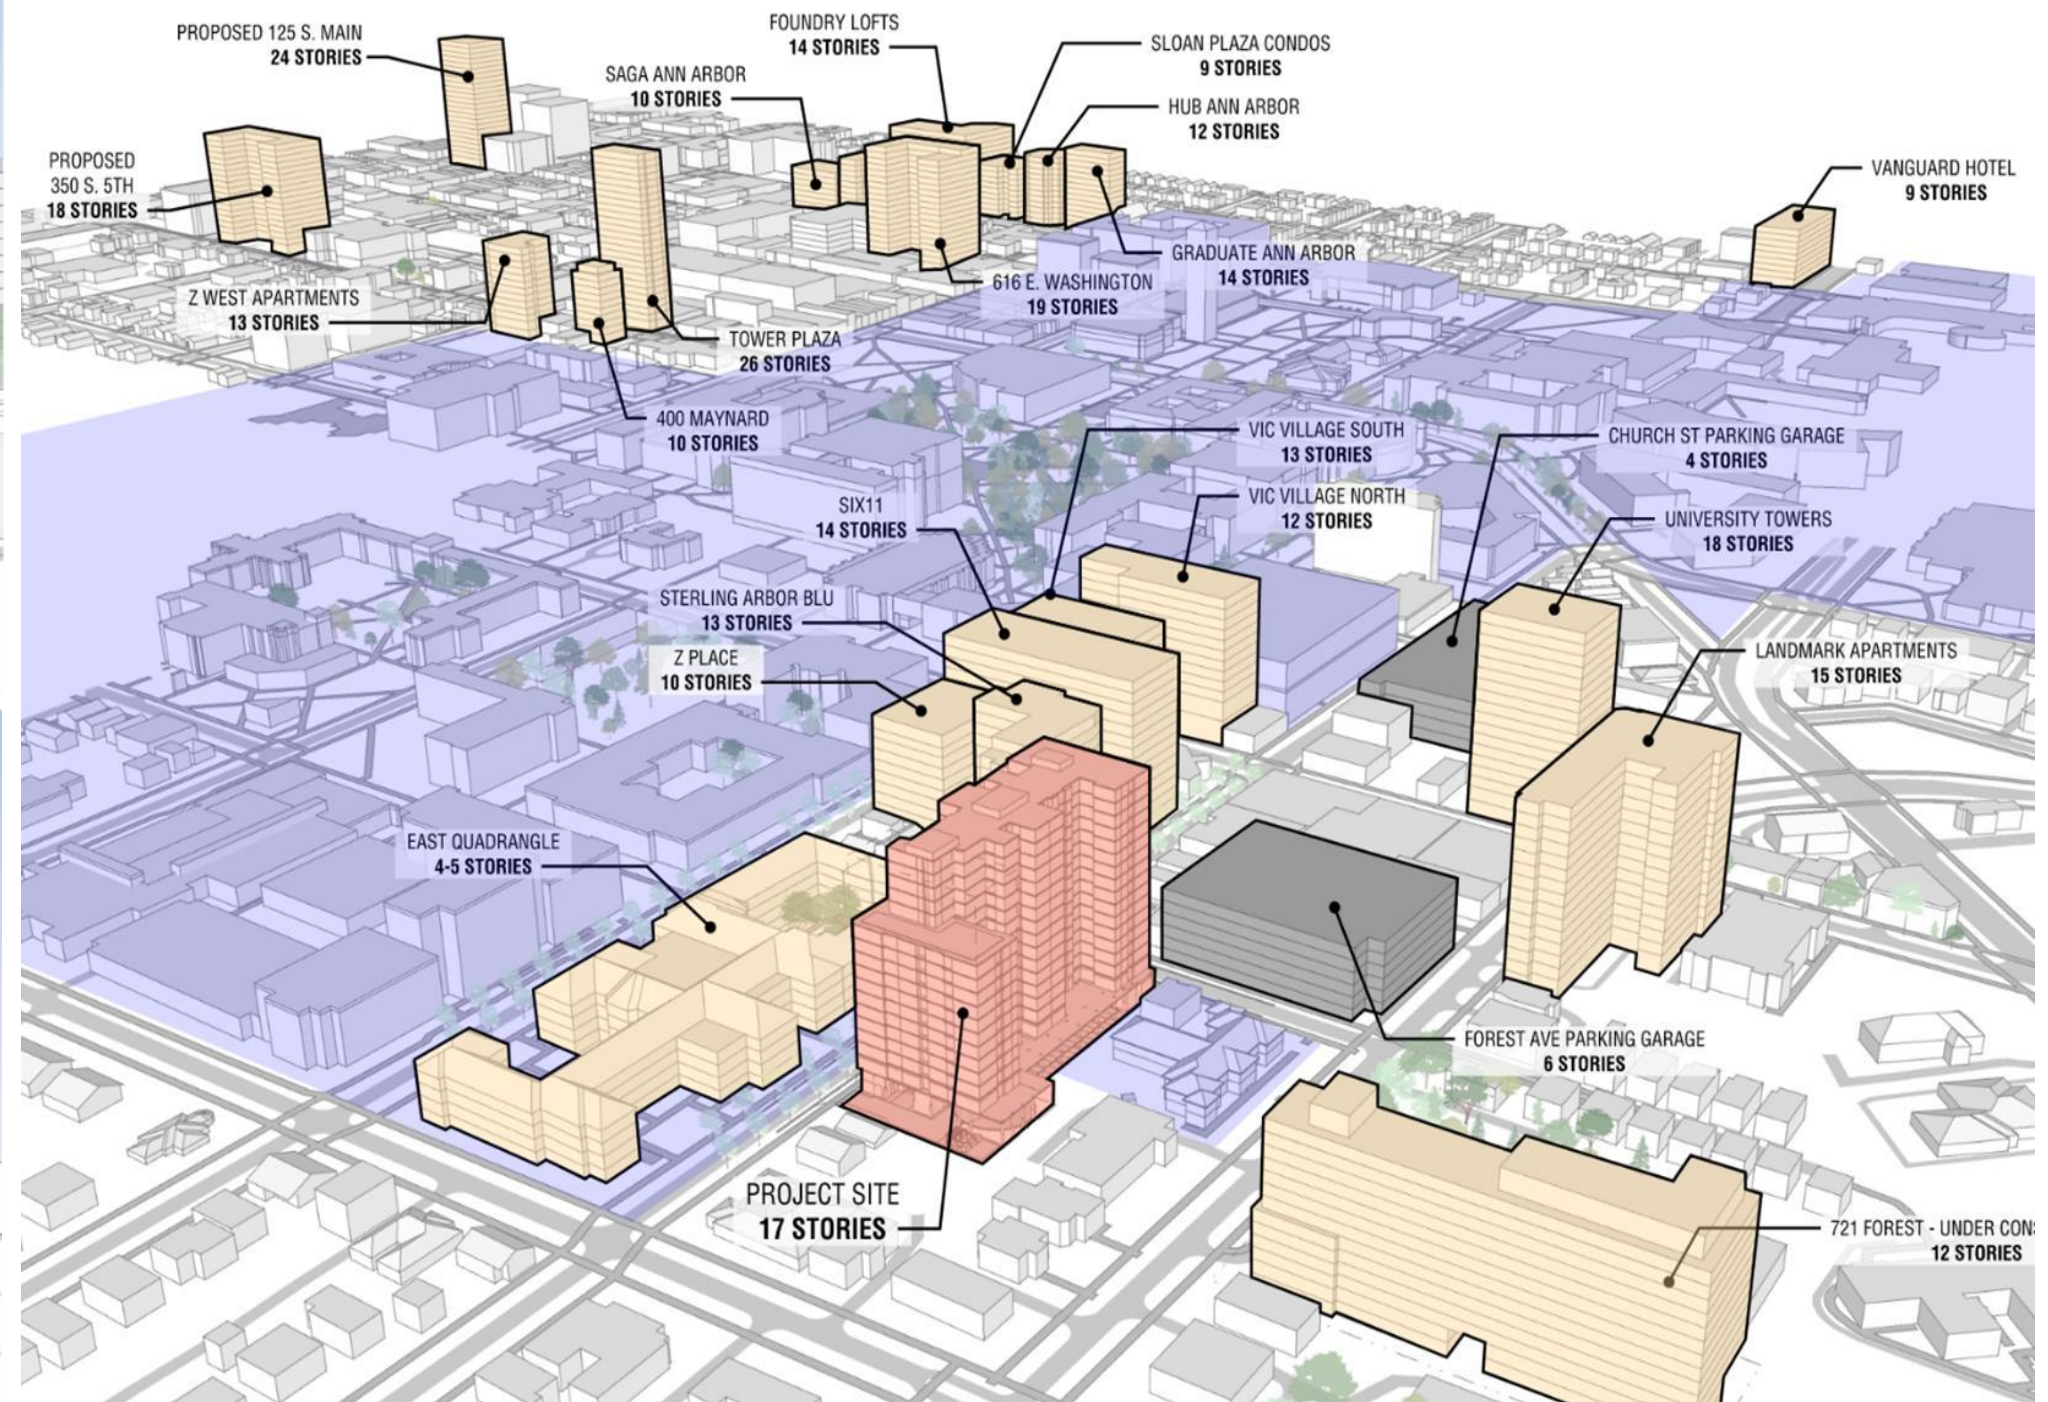 PROPOSED 125 S. MAIN
24 STORIES
FOUNDRY LOFTS
14 STORIES
SLOAN PLAZA CONDOS
9 STORIES
SAGA ANN ARBOR
10 STORIES
HUB ANN ARBOR
12 STORIES
PROPOSED
350 S. 5TH
18 STORIES
VANGUARD HOTEL
9 STORIES
GRADUATE ANN ARBOR
14 STORIES
616 E. WASHINGTON
19 STORIES
Z WEST APARTMENTS
13 STORIES
TOWER PLAZA
26 STORIES
400 MAYNARD
10 STORIES
VIC VILLAGE SOUTH
13 STORIES
CHURCH ST PARKING GARAGE
4 STORIES
SIX11
14 STORIES
VIC VILLAGE NORTH
12 STORIES
UNIVERSITY TOWERS
18 STORIES
STERLING ARBOR BLU
13 STORIES
Z PLACE
10 STORIES
LANDMARK APARTMENTS
15 STORIES
EAST QUADRANGLE
4-5 STORIES
FOREST AVE PARKING GARAGE
6 STORIES
PROJECT SITE
17 STORIES
721 FOREST - UNDER CONS
12 STORIES